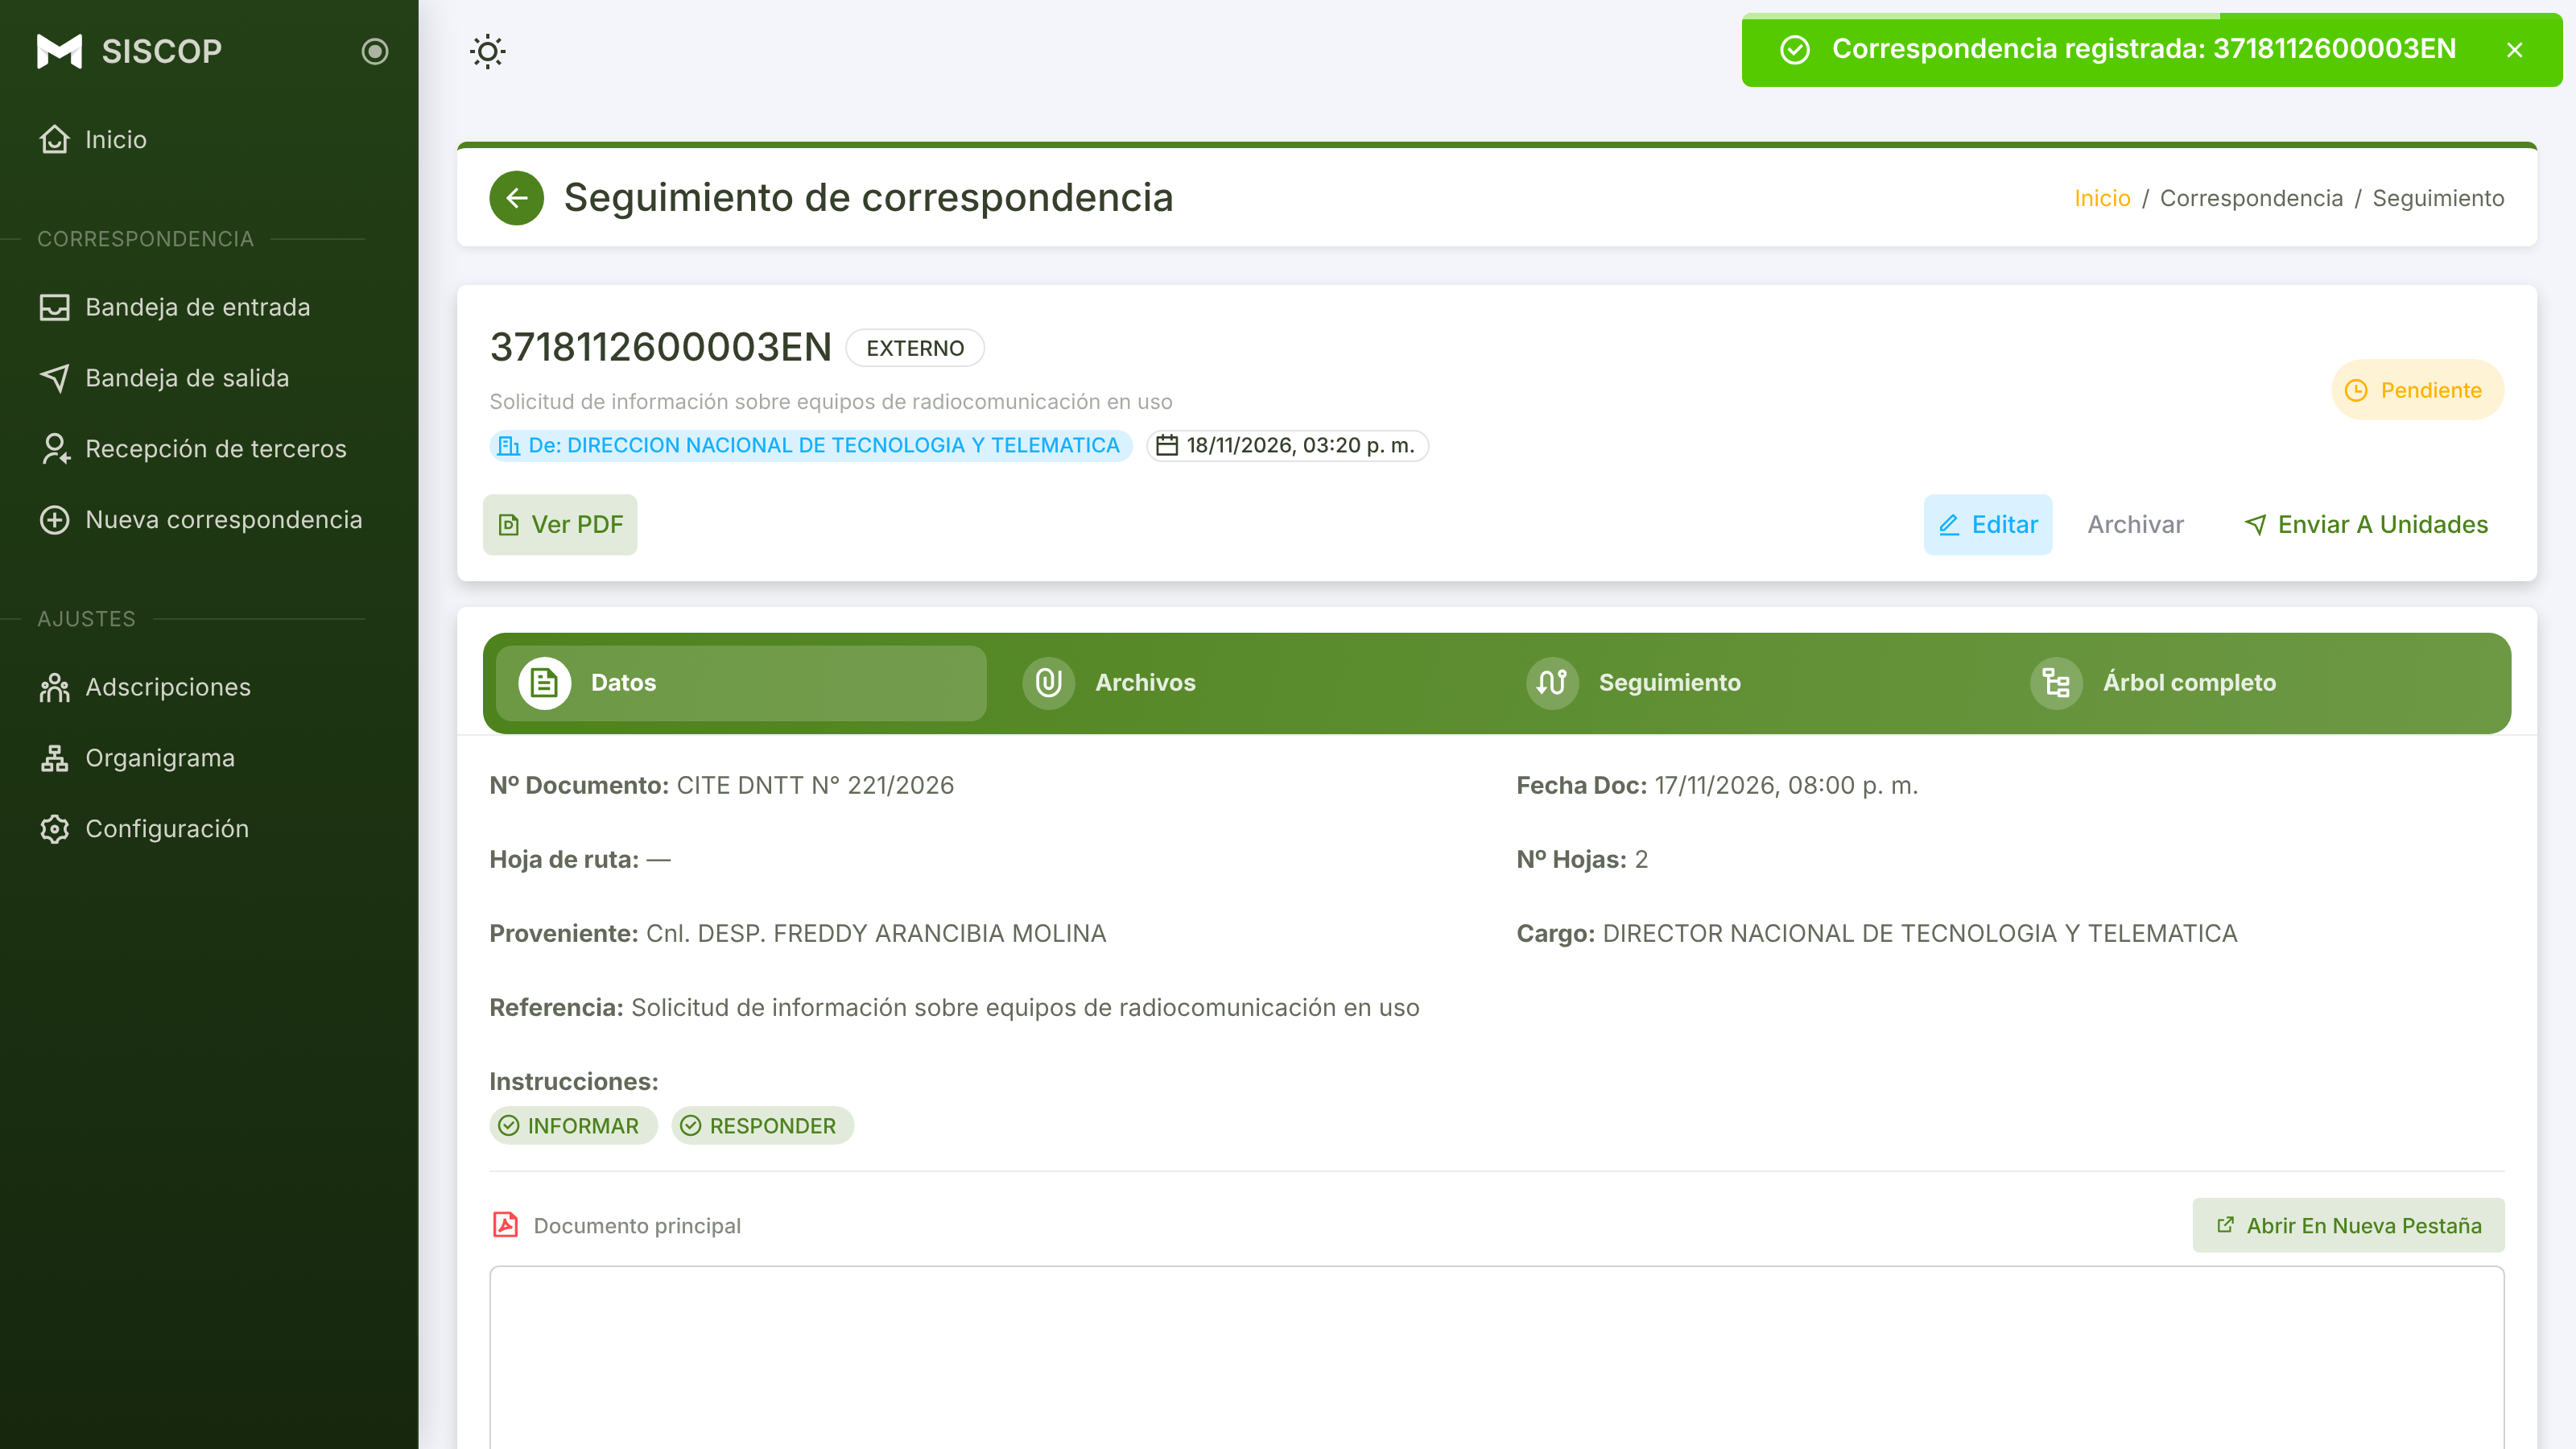 SISCOP
Correspondencia registrada: 3718112600003EN
Inicio
CORRESPONDENCIA
Bandeja de entrada
Bandeja de salida
Recepción de terceros
Nueva correspondencia
AJUSTES
Adscripciones
Organigrama
Configuración
Seguimiento de correspondencia
Inicio / Correspondencia / Seguimiento
3718112600003EN EXTERNO
Solicitud de información sobre equipos de radiocomunicación en uso
De: DIRECCION NACIONAL DE TECNOLOGIA Y TELEMATICA 18/11/2026, 03:20 p. m.
Pendiente
Ver PDF
Editar Archivar Enviar A Unidades
Datos Archivos Seguimiento Árbol completo
Nº Documento: CITE DNTT N° 221/2026
Fecha Doc: 17/11/2026, 08:00 p. m.
Hoja de ruta: —
Nº Hojas: 2
Proveniente: Cnl. DESP. FREDDY ARANCIBIA MOLINA
Cargo: DIRECTOR NACIONAL DE TECNOLOGIA Y TELEMATICA
Referencia: Solicitud de información sobre equipos de radiocomunicación en uso
Instrucciones:
INFORMAR RESPONDER
Documento principal
Abrir En Nueva Pestaña